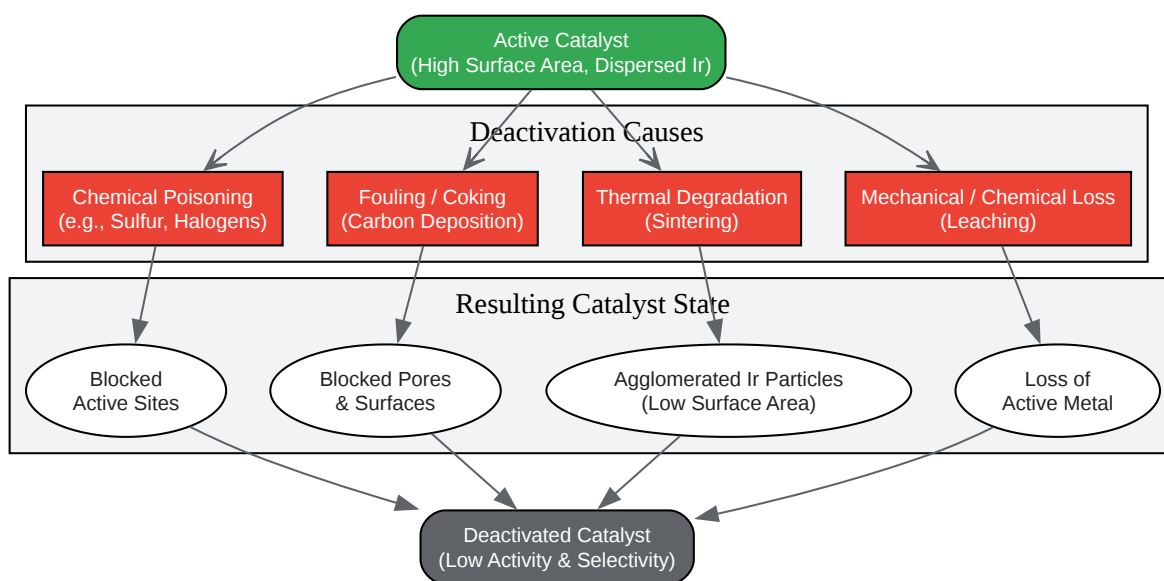 Active Catalyst
(High Surface Area, Dispersed Ir)
Deactivation Causes
Chemical Poisoning
(e.g., Sulfur, Halogens)
Fouling / Coking
(Carbon Deposition)
Thermal Degradation
(Sintering)
Mechanical / Chemical Loss
(Leaching)
Resulting Catalyst State
Blocked
Active Sites
Blocked Pores
& Surfaces
Agglomerated Ir Particles
(Low Surface Area)
Loss of
Active Metal
Deactivated Catalyst
(Low Activity & Selectivity)